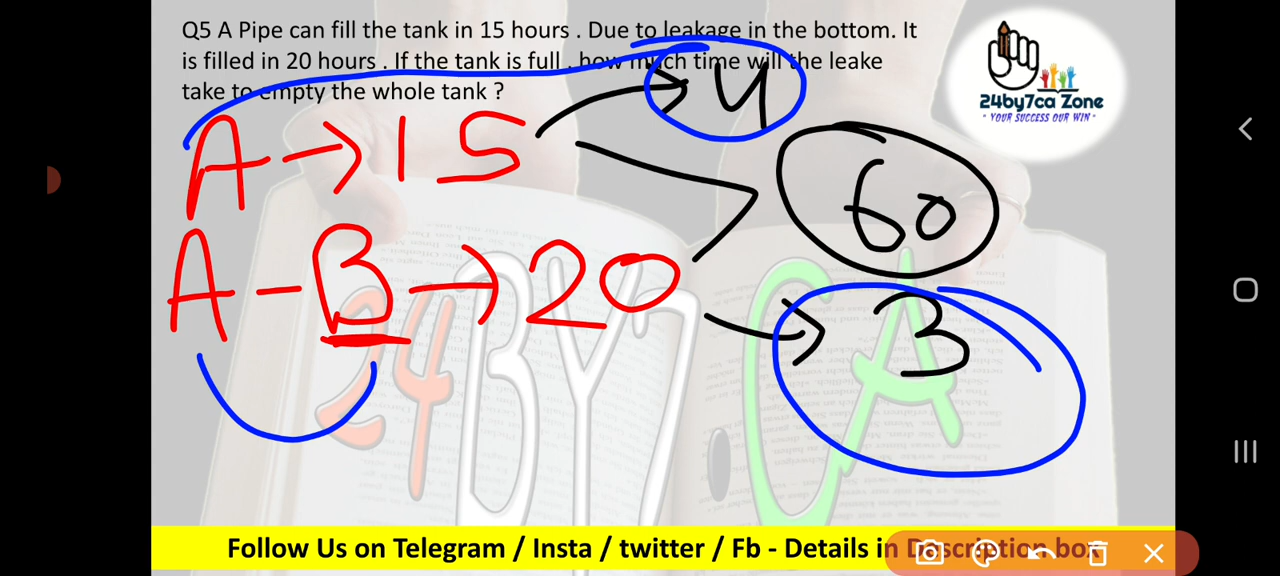 Q5 A Pipe can fill the tank in 15 hours . Due to leakage in the bottom. It
is filled in 20 hours . If the tank is full , how much time will the leake
take to empty the whole tank ?
24by7ca Zone
" YOUR SUCCESS OUR WIN "
4
A → 15
60
A - B → 20
3
24BY7CA
Follow Us on Telegram / Insta / twitter / Fb - Details in Description box